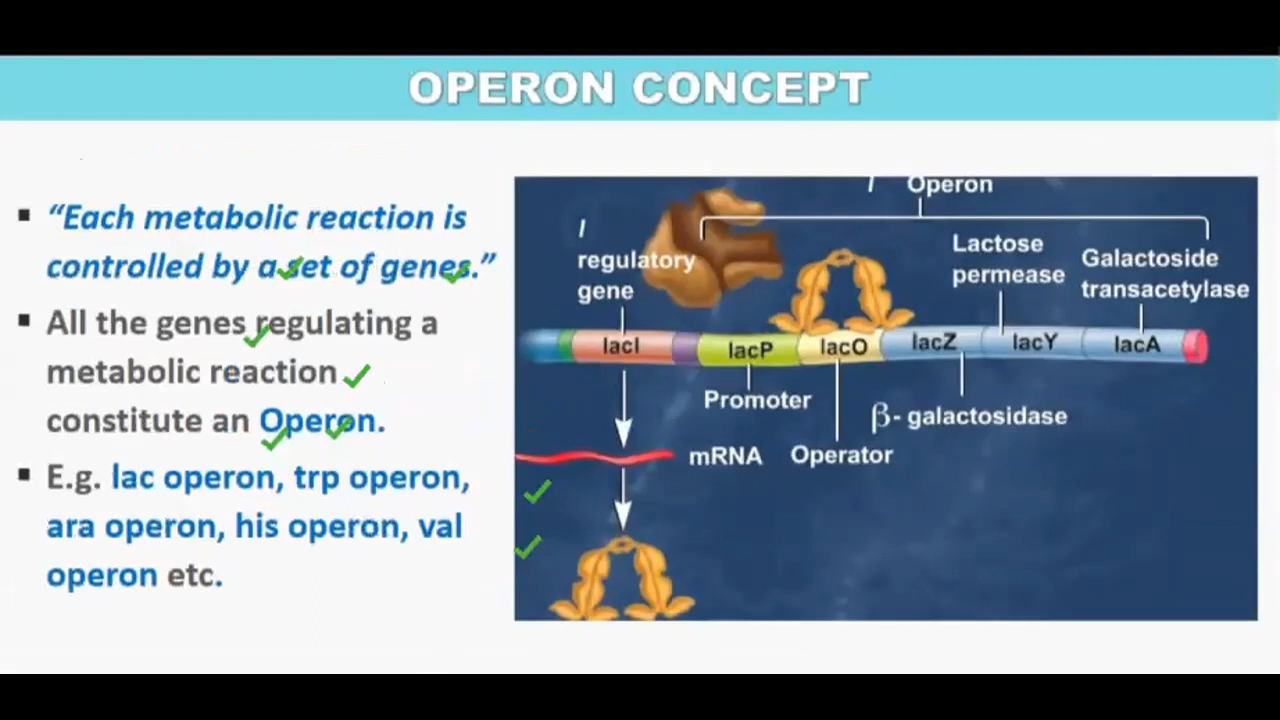 OPERON CONCEPT
▪ “Each metabolic reaction is
controlled by a set of genes.”
▪ All the genes regulating a
metabolic reaction
constitute an Operon.
▪ E.g. lac operon, trp operon,
ara operon, his operon, val
operon etc.
l Operon
I
regulatory
gene
Lactose
permease
Galactoside
transacetylase
lacI
lacP
lacO
lacZ
lacY
lacA
Promoter
β- galactosidase
mRNA
Operator